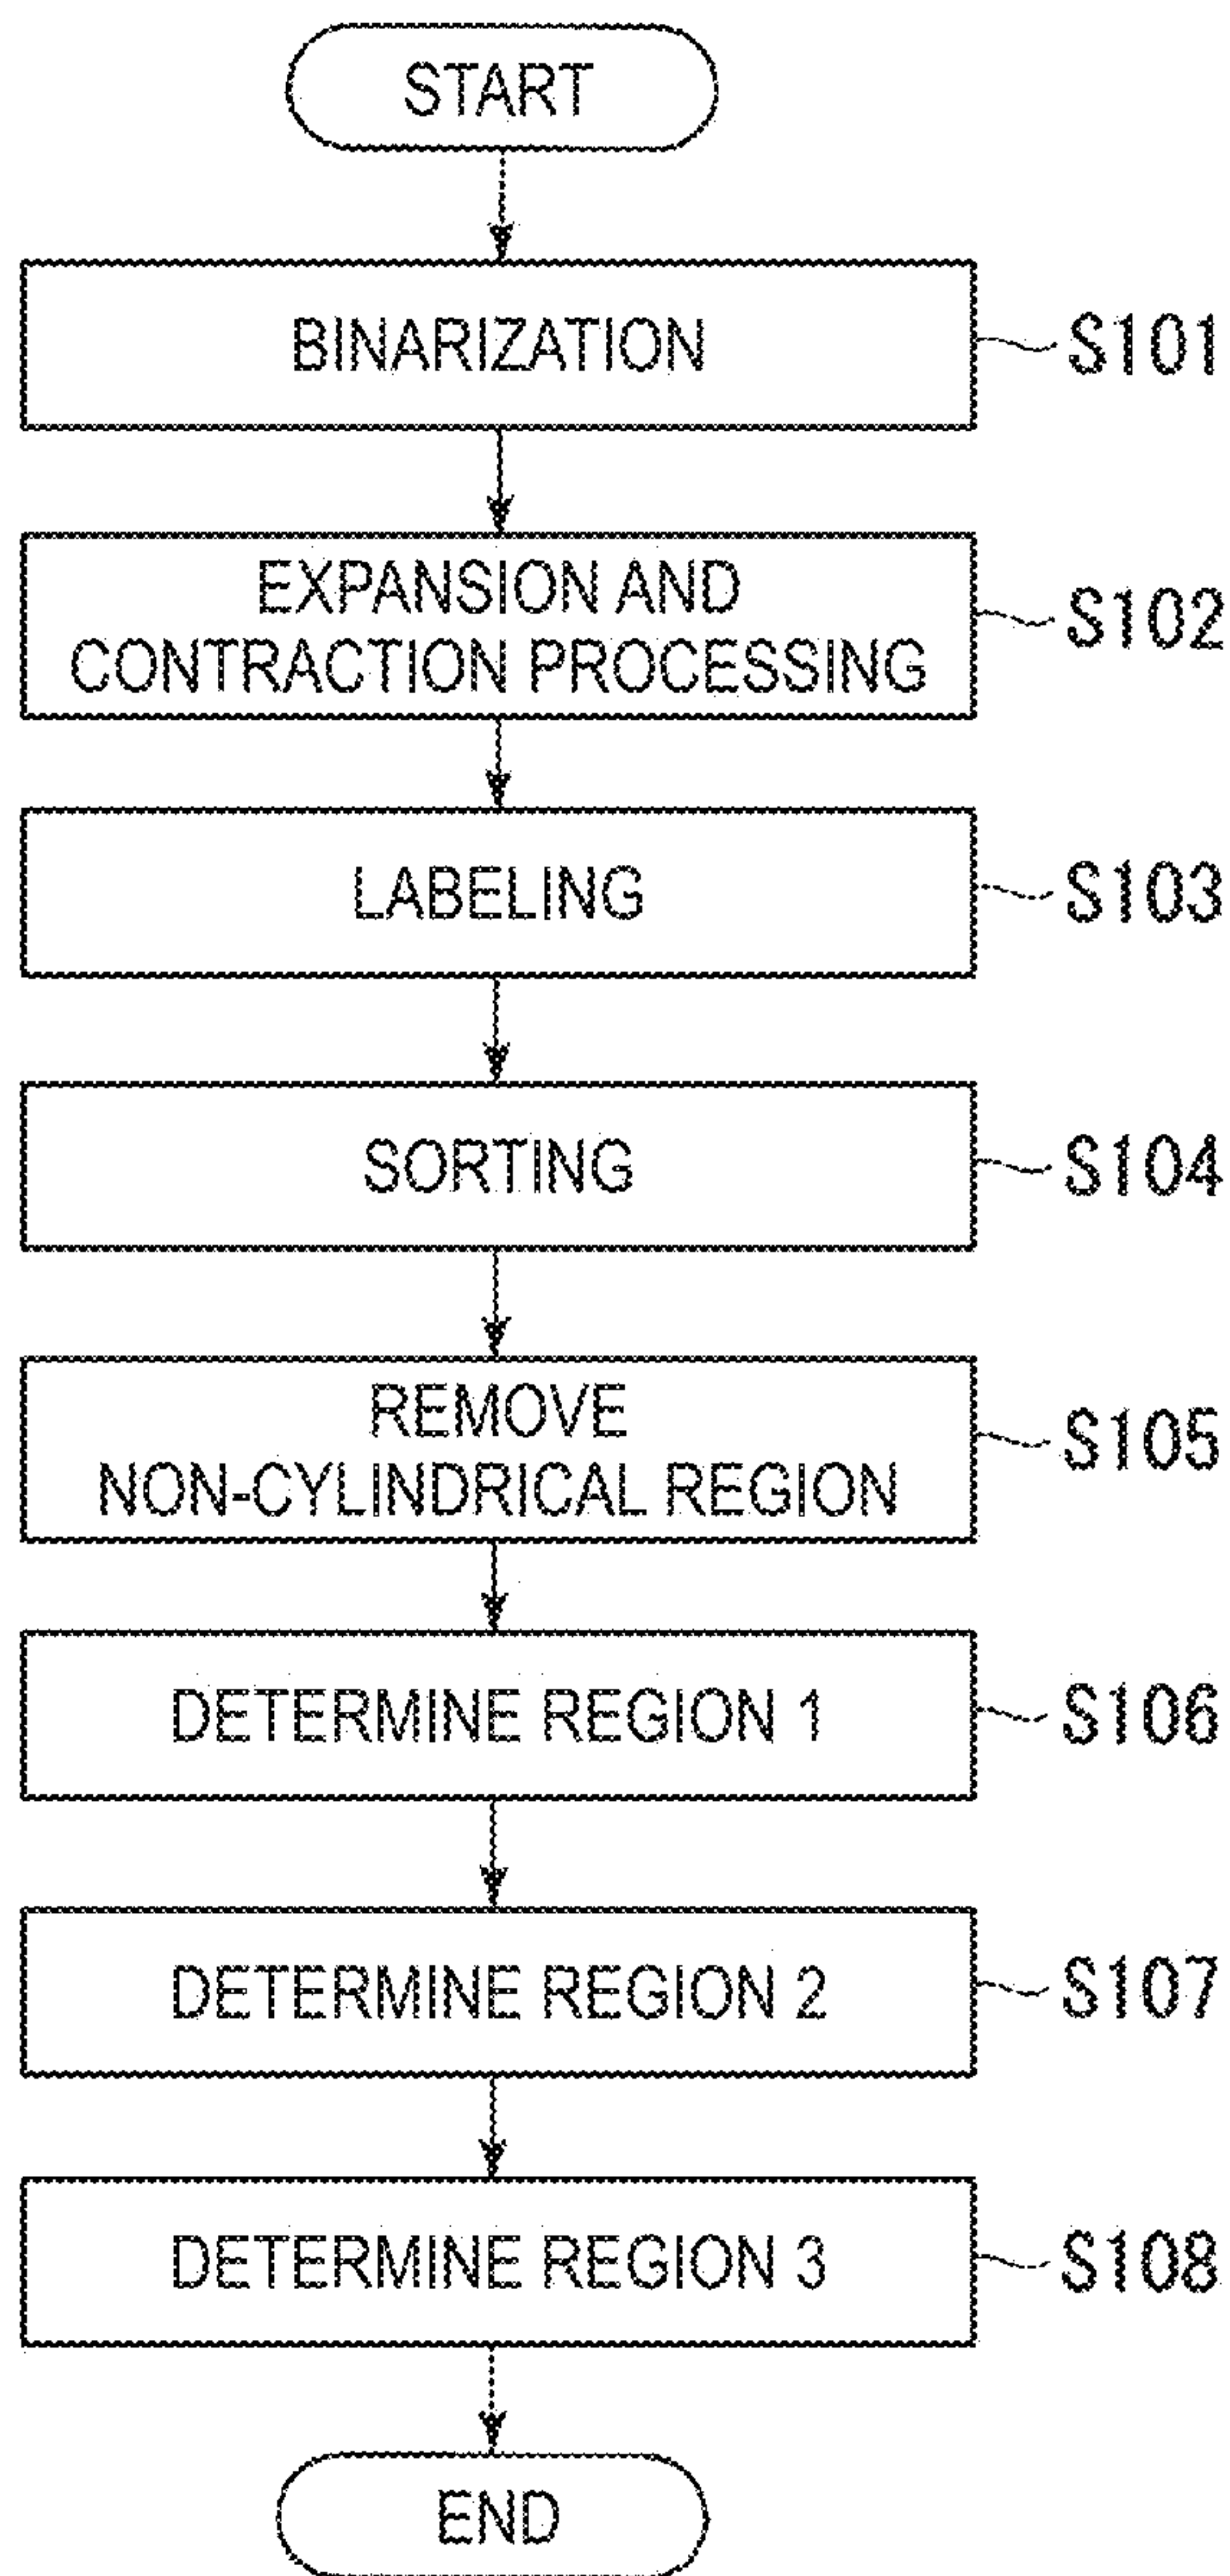 START
BINARIZATION
S101
EXPANSION AND
CONTRACTION PROCESSING
S102
LABELING
S103
SORTING
S104
REMOVE
NON-CYLINDRICAL REGION
S105
DETERMINE REGION 1
S106
DETERMINE REGION 2
S107
DETERMINE REGION 3
S108
END